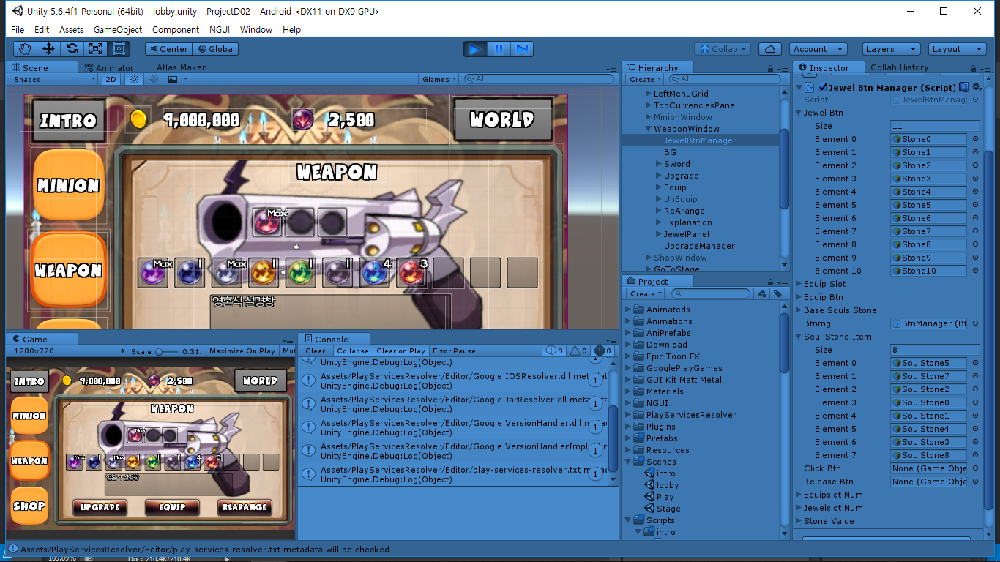 Unity 5.6.4f1 Personal (64bit) - lobby.unity - ProjectD02 - Android <DX11 on DX9 GPU>
File Edit Assets GameObject Component NGUI Window Help
Center Global Collab Account Layers Layout
Scene Animator Atlas Maker
Shaded 2D Gizmos All
INTRO 9,000,000 2,500 WORLD
MINION
WEAPON
WEAPON
Max
Max 1 Max 1 1 1 4 3
영혼석 설명창
Game
1280x720 Scale 0.31: Maximize On Play Mut
INTRO 9,000,000 2,500 WORLD
MINION
WEAPON
WEAPON
SHOP
Max
Max 1 Max 1 1 1 4 3
영혼석 설명창
UPGRADE EQUIP REARANGE
Console
Clear Collapse Clear on Play Error Pause 9 0 0
UnityEngine.Debug:Log(Object) 1
Assets/PlayServicesResolver/Editor/Google.IOSResolver.dll metadata
UnityEngine.Debug:Log(Object) 1
Assets/PlayServicesResolver/Editor/Google.JarResolver.dll metadata
UnityEngine.Debug:Log(Object) 1
Assets/PlayServicesResolver/Editor/Google.VersionHandler.dll metad
UnityEngine.Debug:Log(Object) 1
Assets/PlayServicesResolver/Editor/Google.VersionHandlerImpl.dll m
UnityEngine.Debug:Log(Object) 1
Assets/PlayServicesResolver/Editor/play-services-resolver.txt metad
UnityEngine.Debug:Log(Object) 1
Hierarchy
Create All
LeftMenuGrid
TopCurrenciesPanel
MinionWindow
WeaponWindow
JewelBtnManager
BG
Sword
Upgrade
Equip
UnEquip
ReArange
Explanation
JewelPanel
UpgradeManager
ShopWindow
GoToStage
Project
Create
Animateds
Animations
AniPrefabs
Download
Epic Toon FX
GooglePlayGames
GUI Kit Matt Metal
Materials
NGUI
PlayServicesResolver
Plugins
Prefabs
Resources
Scenes
intro
lobby
Play
Stage
Scripts
intro
Inspector Collab History
Jewel Btn Manager (Script)
Script JewelBtnManag
Jewel Btn
Size 11
Element 0 Stone0
Element 1 Stone1
Element 2 Stone2
Element 3 Stone3
Element 4 Stone4
Element 5 Stone5
Element 6 Stone6
Element 7 Stone7
Element 8 Stone8
Element 9 Stone9
Element 10 Stone10
Equip Slot
Equip Btn
Base Souls Stone
Btnmg BtnManager (Bt
Soul Stone Item
Size 8
Element 0 SoulStone5
Element 1 SoulStone7
Element 2 SoulStone2
Element 3 SoulStone0
Element 4 SoulStone1
Element 5 SoulStone4
Element 6 SoulStone3
Element 7 SoulStone8
Click Btn None (Game Obje
Release Btn None (Game Obje
Equipslot Num
Jewelslot Num
Stone Value
Assets/PlayServicesResolver/Editor/play-services-resolver.txt metadata will be checked
109.09% Doc: 210.4K/210.4K